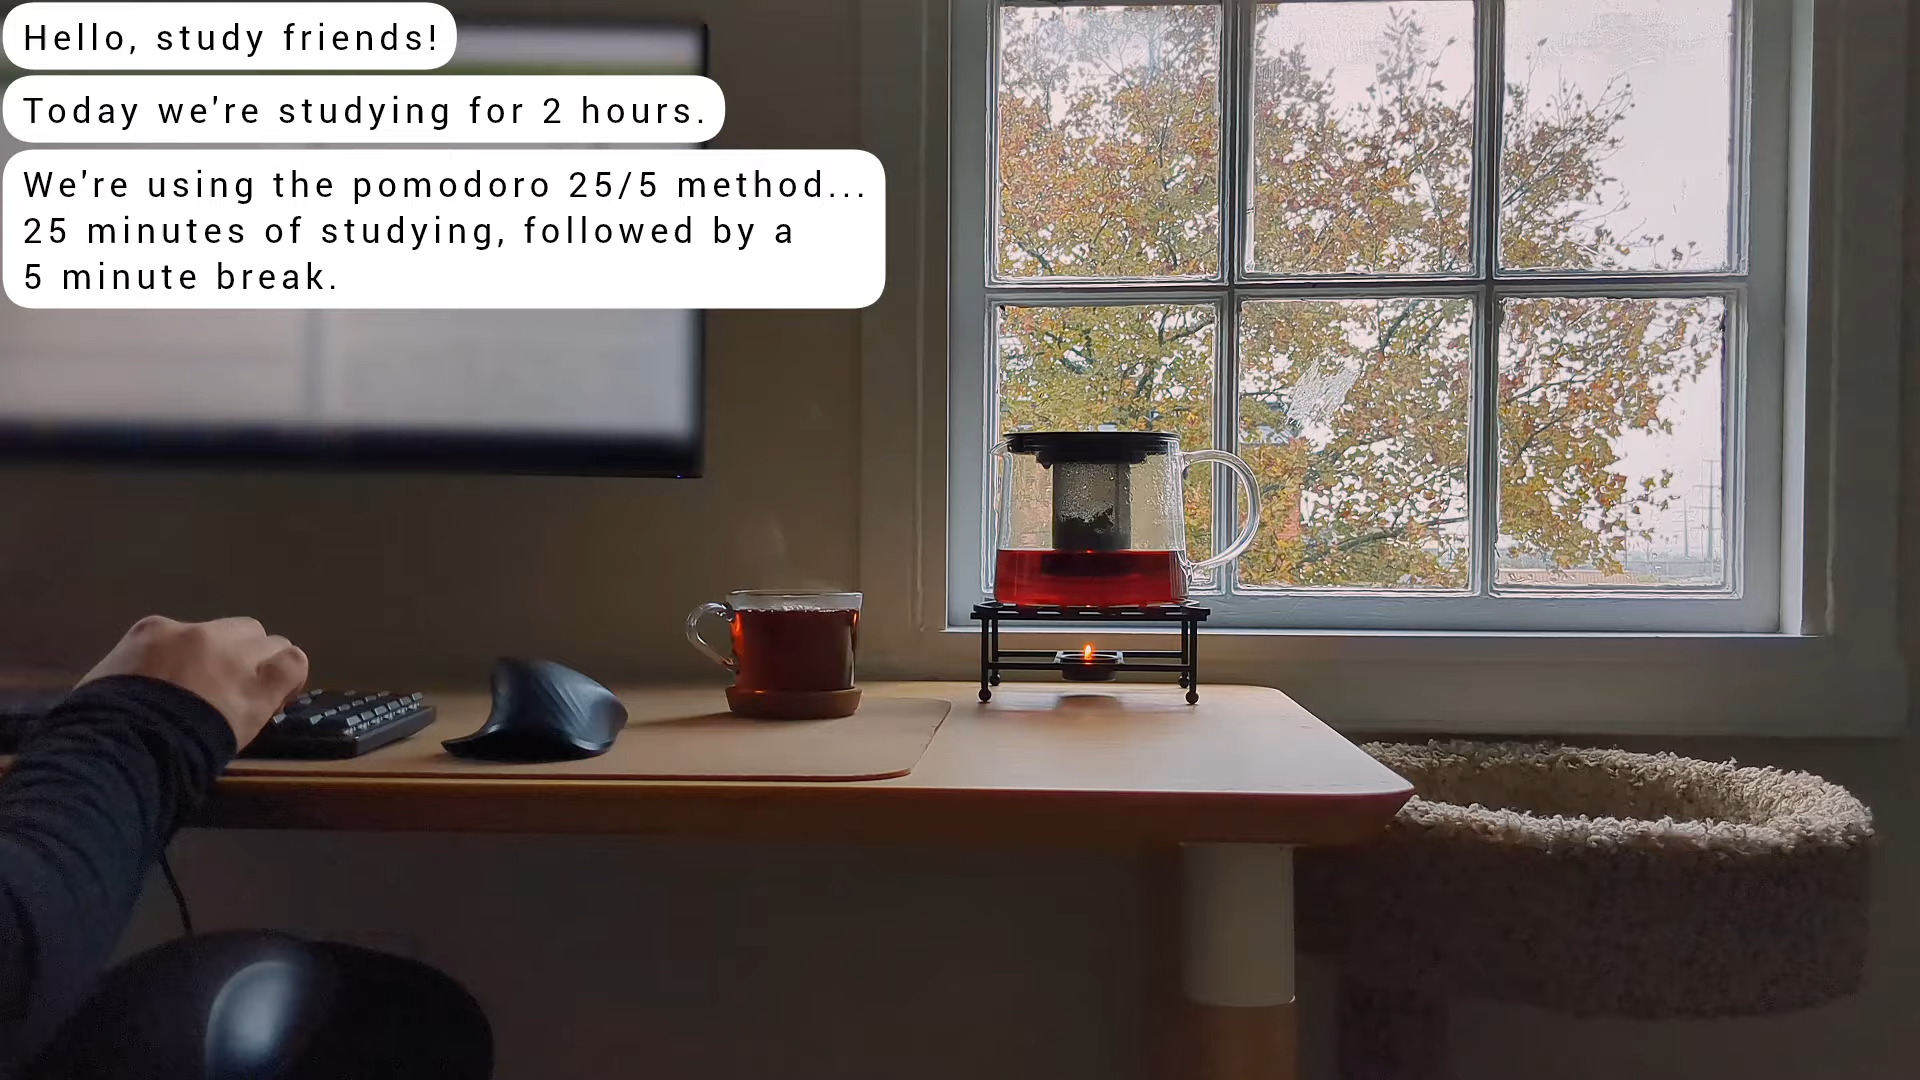 Hello, study friends!
Today we're studying for 2 hours.
We're using the pomodoro 25/5 method...
25 minutes of studying, followed by a
5 minute break.